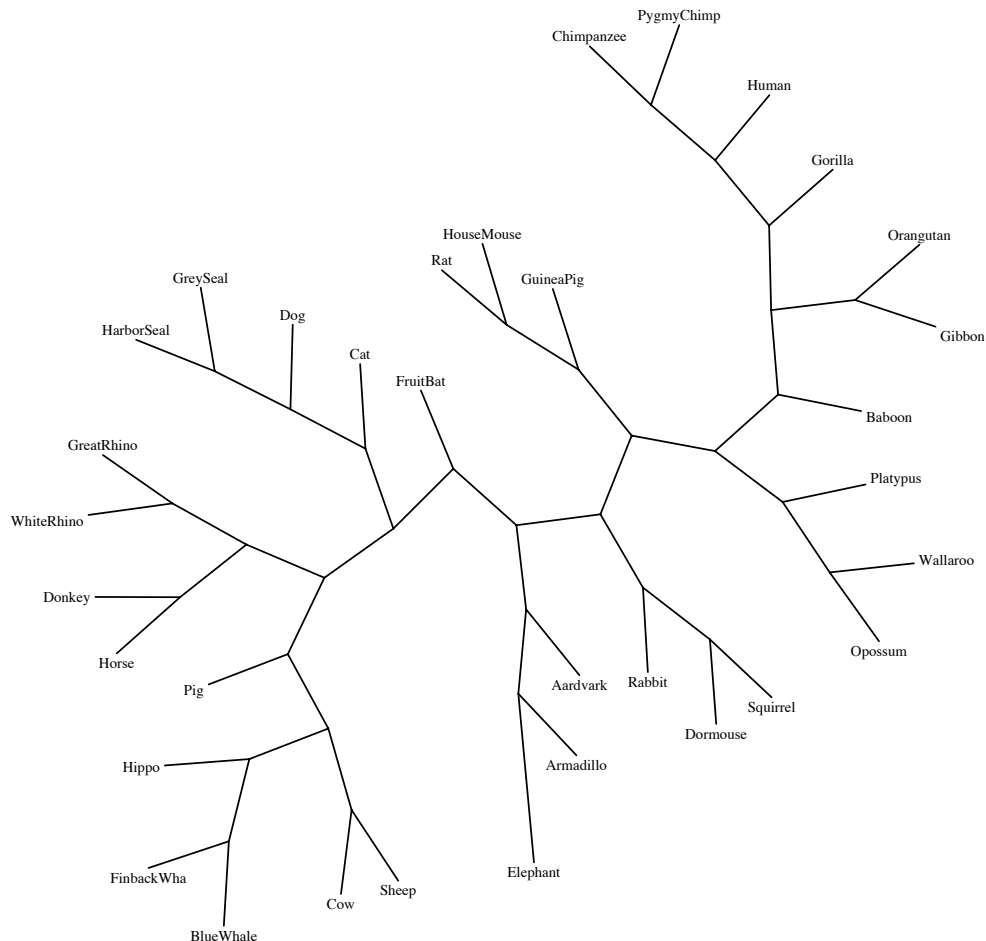 PygmyChimp
Chimpanzee
Human
Gorilla
HouseMouse
Orangutan
Rat
GreySeal
GuineaPig
Dog
HarborSeal
Gibbon
Cat
FruitBat
Baboon
GreatRhino
Platypus
WhiteRhino
Wallaroo
Donkey
Opossum
Horse
Rabbit
Aardvark
Pig
Squirrel
Dormouse
Armadillo
Hippo
Elephant
FinbackWha
Sheep
Cow
BlueWhale